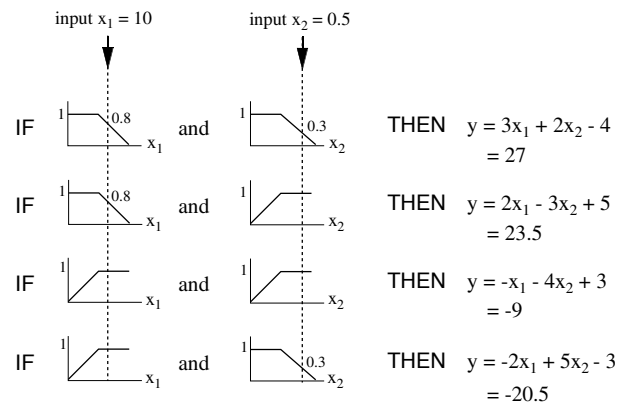 input x₁ = 10 input x₂ = 0.5
1 0.8 1 0.3
IF x₁ and x₂ THEN y = 3x₁ + 2x₂ - 4
= 27
1 0.8 1
IF x₁ and x₂ THEN y = 2x₁ - 3x₂ + 5
= 23.5
1 1
IF x₁ and x₂ THEN y = -x₁ - 4x₂ + 3
= -9
1 1 0.3
IF x₁ and x₂ THEN y = -2x₁ + 5x₂ - 3
= -20.5